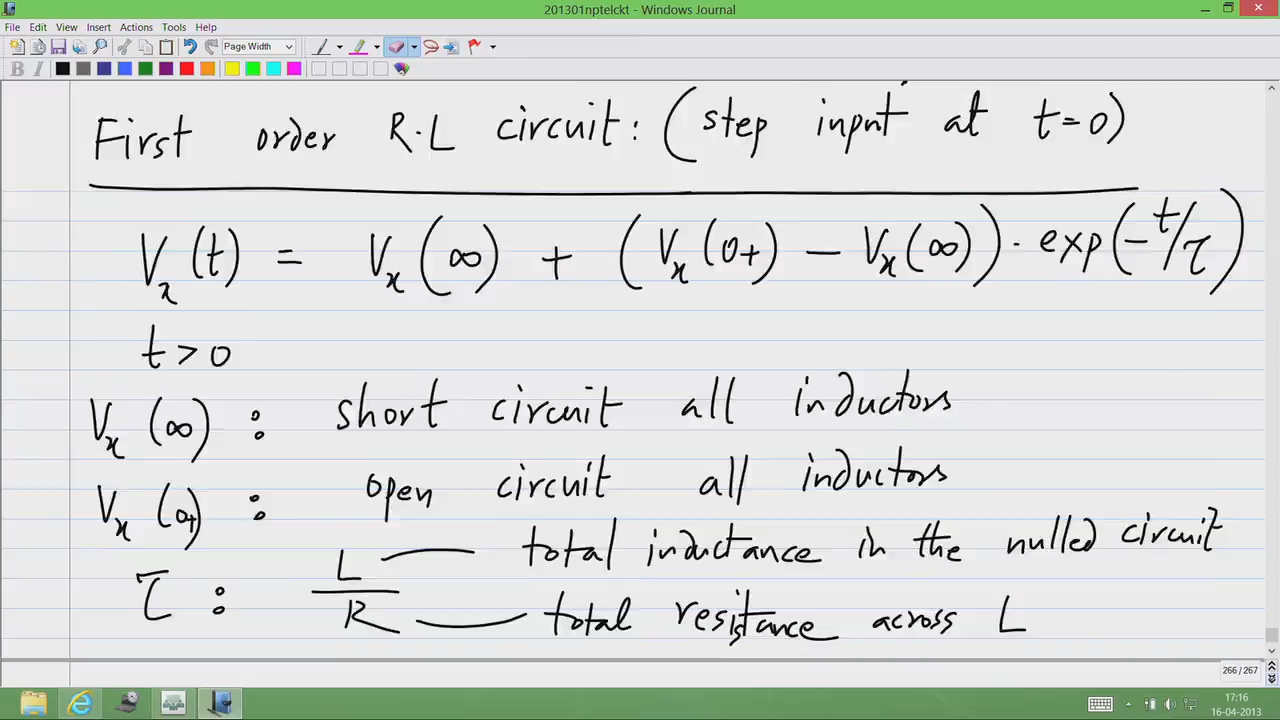 201301nptelckt - Windows Journal
File Edit View Insert Actions Tools Help
Page Width
B I
First order R-L circuit: (step input at t=0)
Vx(t) = Vx(∞) + (Vx(0+) − Vx(∞)) · exp(−t/τ)
t > 0
Vx(∞) : short circuit all inductors
Vx(0+) : open circuit all inductors
τ : L/R
L — total inductance in the nulled circuit
R — total resistance across L
266 / 267
17:16
16-04-2013